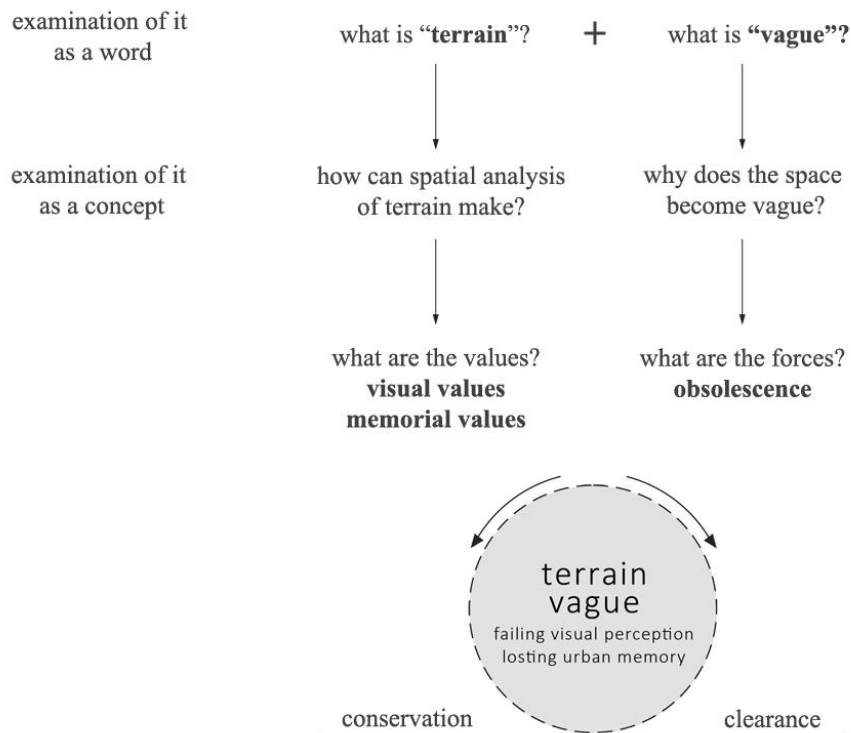 examination of it
as a word
what is “terrain”?
+
what is “vague”?
examination of it
as a concept
how can spatial analysis
of terrain make?
why does the space
become vague?
what are the values?
visual values
memorial values
what are the forces?
obsolescence
terrain
vague
failing visual perception
losting urban memory
conservation
clearance